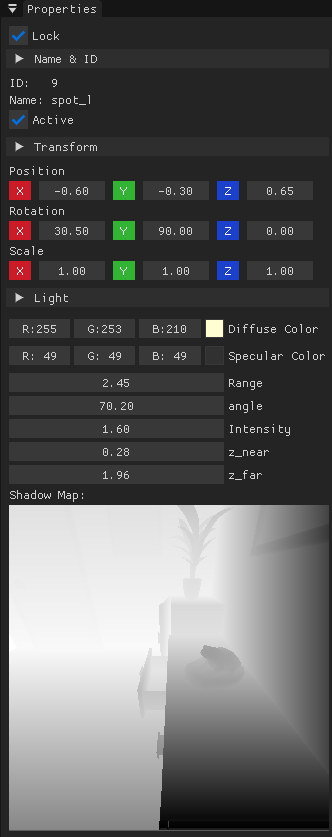 Properties
Lock
Name & ID
ID: 9
Name: spot_l
Active
Transform
Position
X -0.60 Y -0.30 Z 0.65
Rotation
X 30.50 Y 90.00 Z 0.00
Scale
X 1.00 Y 1.00 Z 1.00
Light
R:255 G:253 B:210 Diffuse Color
R: 49 G: 49 B: 49 Specular Color
2.45 Range
70.20 angle
1.60 Intensity
0.28 z_near
1.96 z_far
Shadow Map: